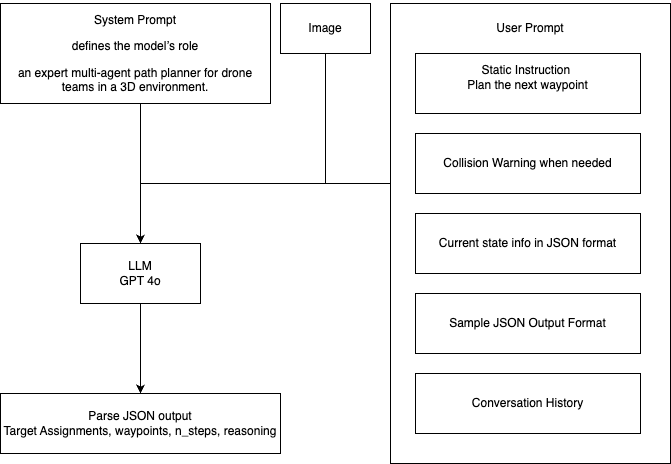 System Prompt
defines the model's role
an expert multi-agent path planner for drone
teams in a 3D environment.
Image
User Prompt
Static Instruction
Plan the next waypoint
Collision Warning when needed
Current state info in JSON format
Sample JSON Output Format
Conversation History
LLM
GPT 4o
Parse JSON output
Target Assignments, waypoints, n_steps, reasoning